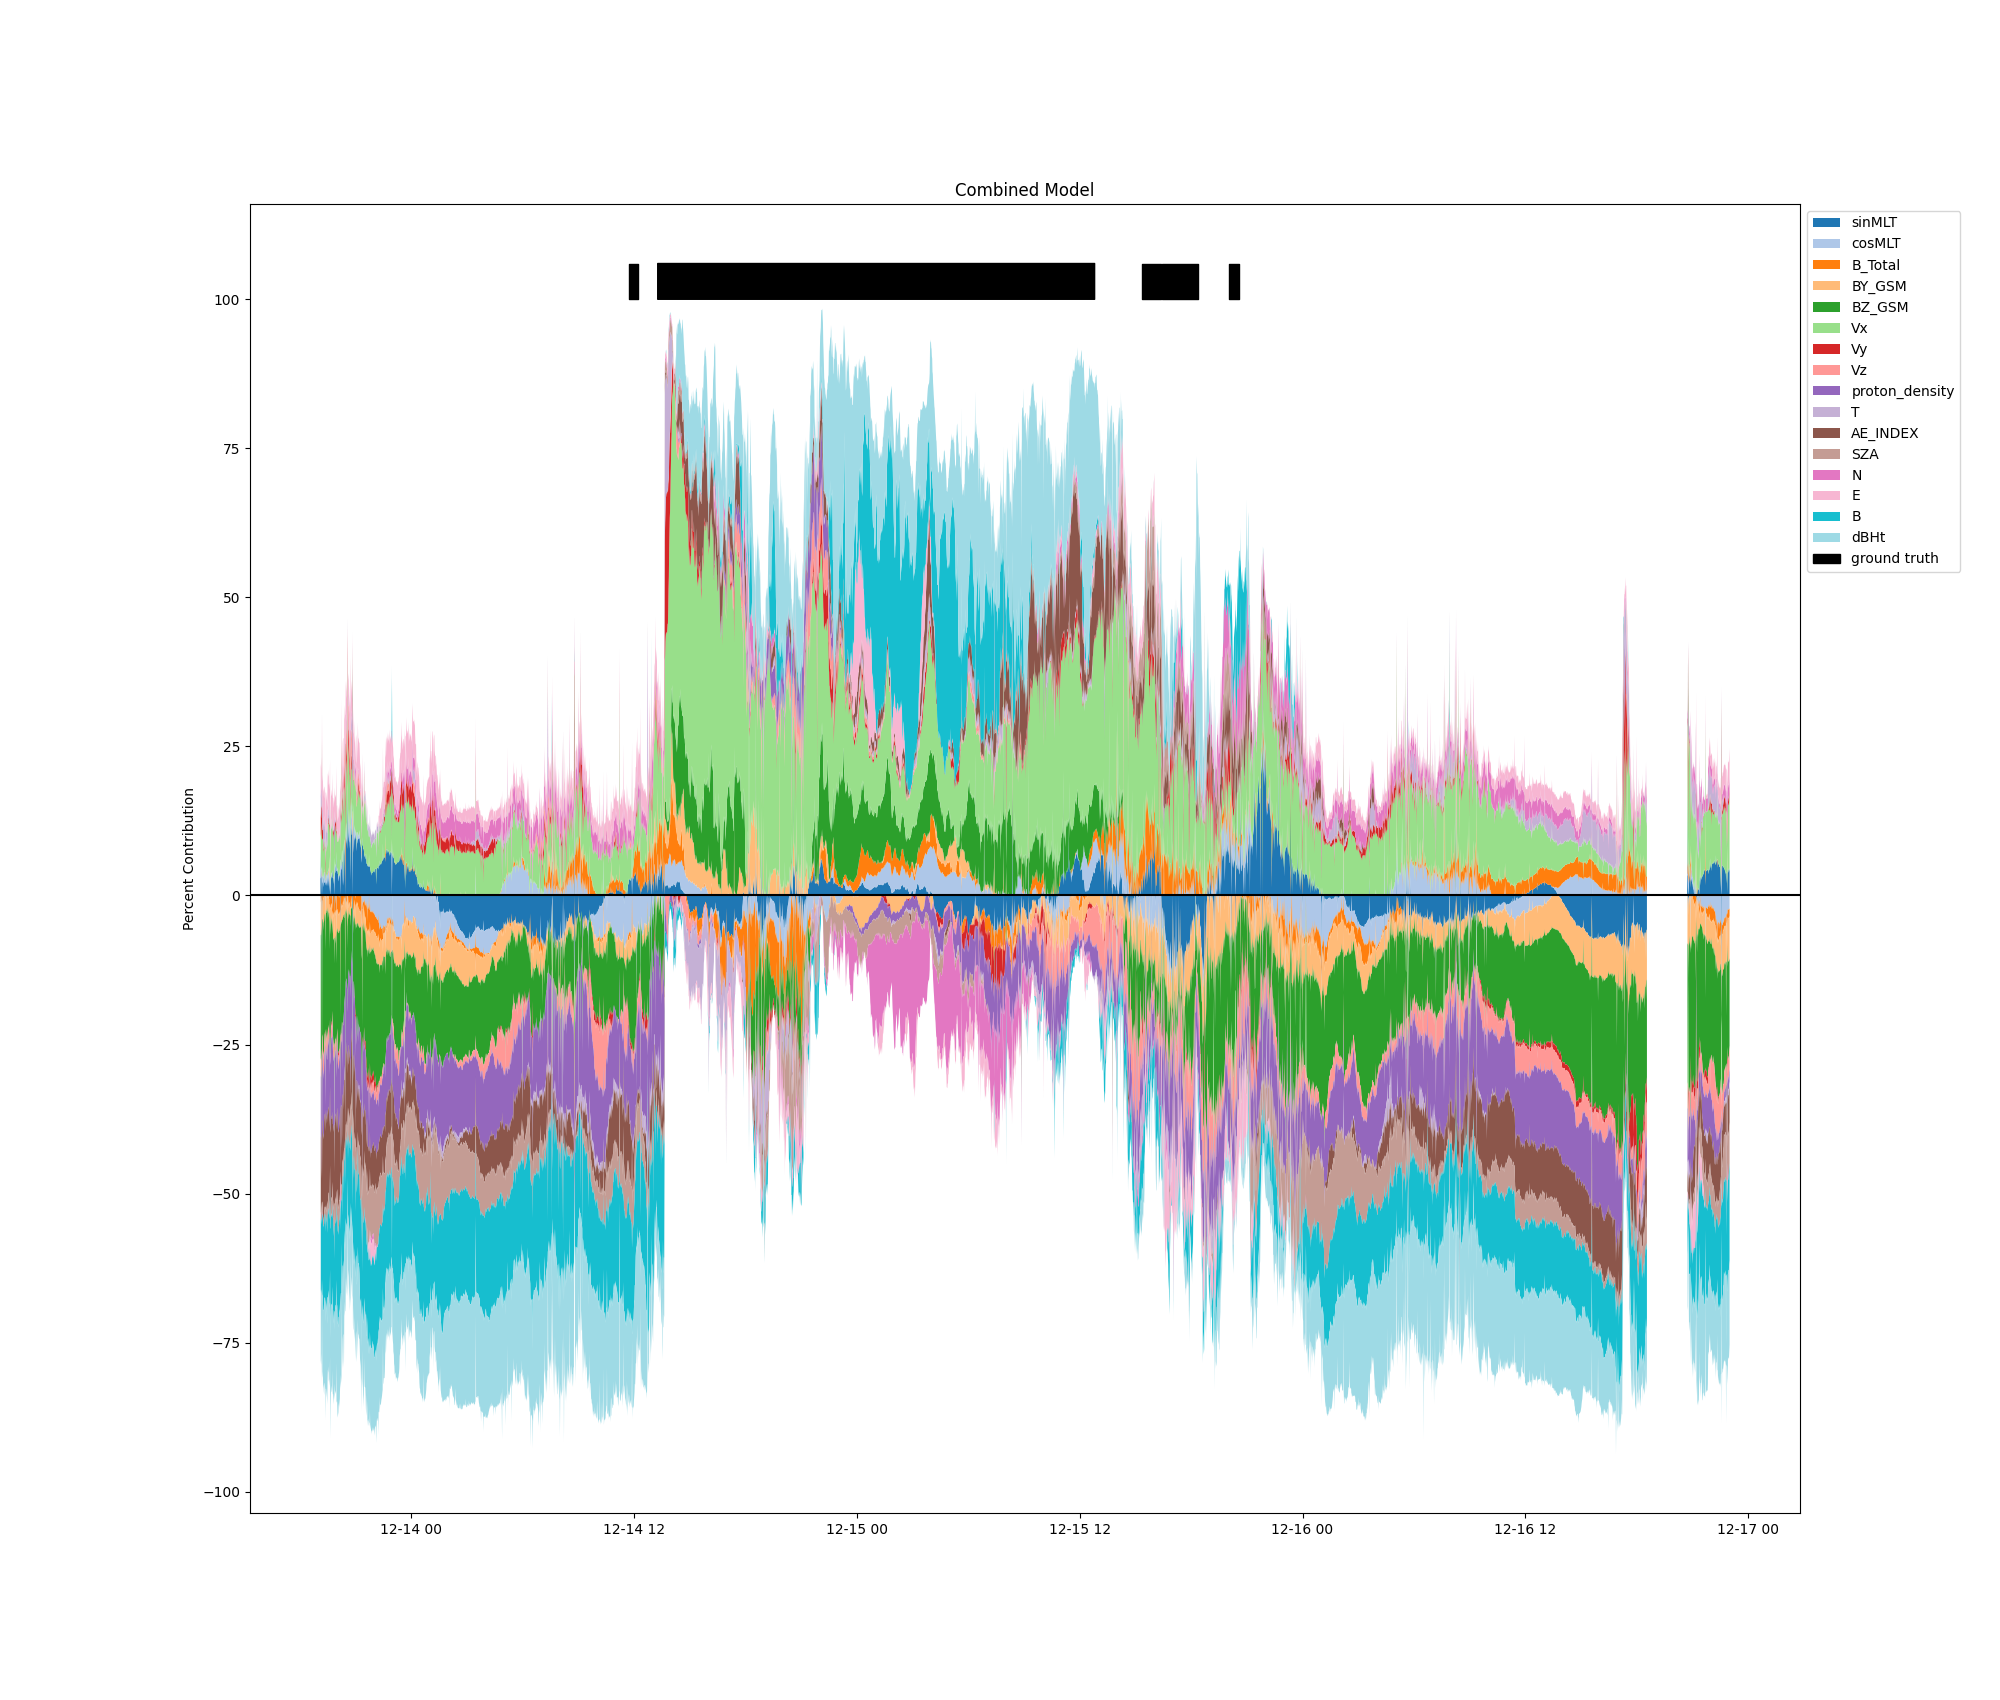 Combined Model
Percent Contribution
100
75
50
25
0
−25
−50
−75
−100
12-14 00
12-14 12
12-15 00
12-15 12
12-16 00
12-16 12
12-17 00
sinMLT
cosMLT
B_Total
BY_GSM
BZ_GSM
Vx
Vy
Vz
proton_density
T
AE_INDEX
SZA
N
E
B
dBHt
ground truth